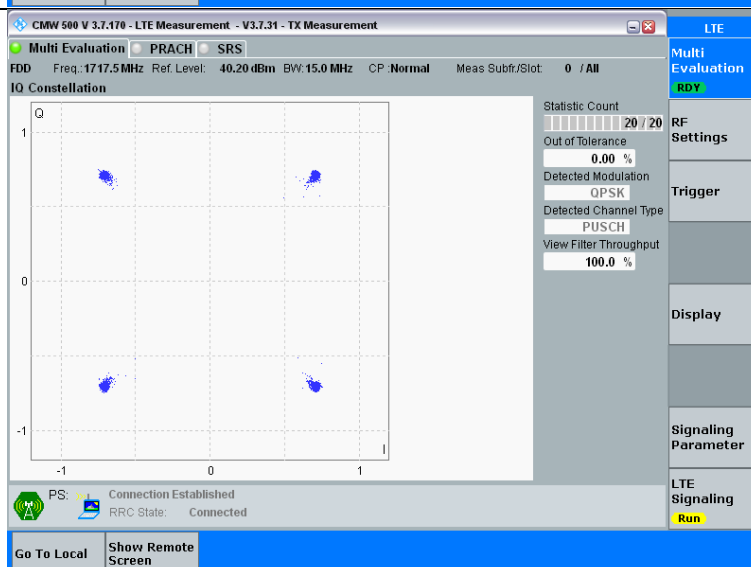 CMW 500 V 3.7.170 - LTE Measurement - V3.7.31 - TX Measurement
LTE
Multi Evaluation PRACH SRS
Multi Evaluation
RDY
FDD Freq.:1717.5 MHz Ref. Level: 40.20 dBm BW:15.0 MHz CP :Normal Meas Subfr./Slot: 0 / All
IQ Constellation
Q
1
0
-1
I
-1 0 1
Statistic Count
20 / 20
Out of Tolerance
0.00 %
Detected Modulation
QPSK
Detected Channel Type
PUSCH
View Filter Throughput
100.0 %
RF
Settings
Trigger
Display
Signaling
Parameter
LTE
Signaling
Run
PS: Connection Established
RRC State: Connected
Go To Local
Show Remote
Screen